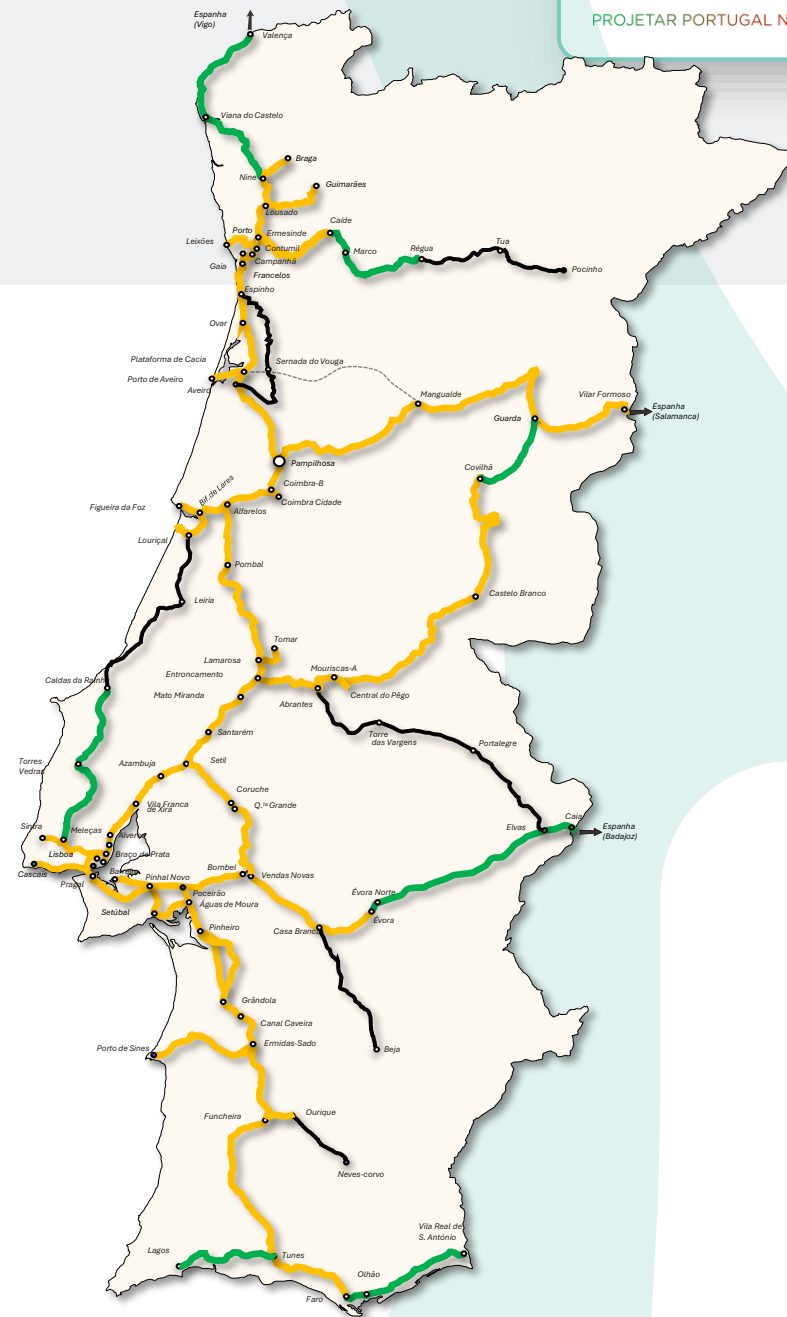 PROJETAR PORTUGAL N
Espanha
(Vigo)
Valença
Viana do Castelo
Braga
Nine
Guimarães
Lousado
Caíde
Porto
Ermesinde
Leixões
Contumil
Marco
Régua
Tua
Gaia
Campanhã
Pocinho
Francelos
Espinho
Ovar
Plataforma de Cacia
Sernada do Vouga
Porto de Aveiro
Aveiro
Mangualde
Vilar Formoso
Espanha
(Salamanca)
Guarda
Pampilhosa
Covilhã
Coimbra-B
Bif. de Lares
Coimbra Cidade
Figueira da Foz
Alfarelos
Louriçal
Pombal
Castelo Branco
Leiria
Tomar
Lamarosa
Mouriscas-A
Entroncamento
Caldas da Rainha
Mato Miranda
Central do Pêgo
Abrantes
Santarém
Torre
das Vargens
Portalegre
Torres
Vedras
Azambuja
Setil
Coruche
Q.ta Grande
Vila Franca
de Xira
Caia
Sintra
Meleças
Alverca
Elvas
Espanha
(Badajoz)
Lisboa
Braço de Prata
Cascais
Pragal
Barreiro
Pinhal Novo
Bombel
Vendas Novas
Poceirão
Évora Norte
Águas de Moura
Setúbal
Évora
Pinheiro
Casa Branca
Grândola
Canal Caveira
Porto de Sines
Ermidas-Sado
Beja
Funcheira
Ourique
Neves-corvo
Vila Real de
S. António
Lagos
Tunes
Olhão
Faro